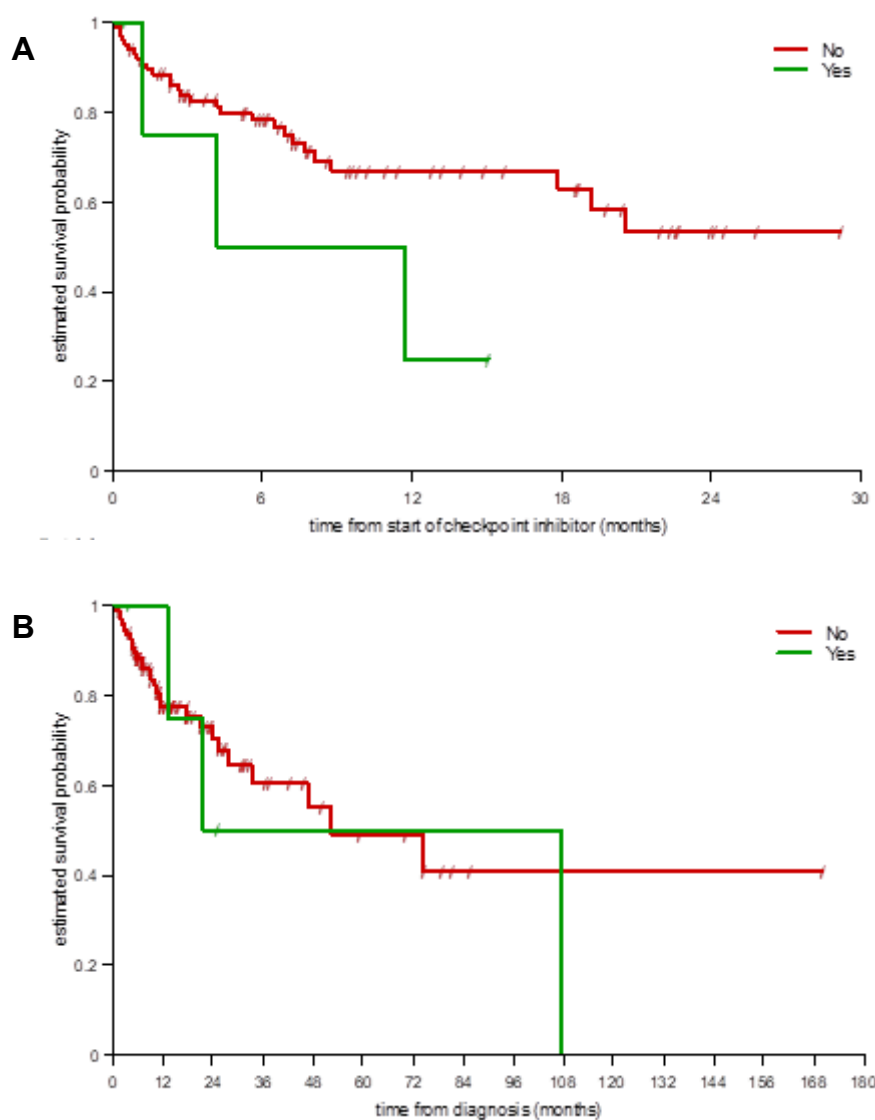 A
1
No
Yes
0.8
0.6
0.4
0.2
0
estimated survival probability
0 6 12 18 24 30
time from start of checkpoint inhibitor (months)
B
1
No
Yes
0.8
0.6
0.4
0.2
0
estimated survival probability
0 12 24 36 48 60 72 84 96 108 120 132 144 156 168 180
time from diagnosis (months)